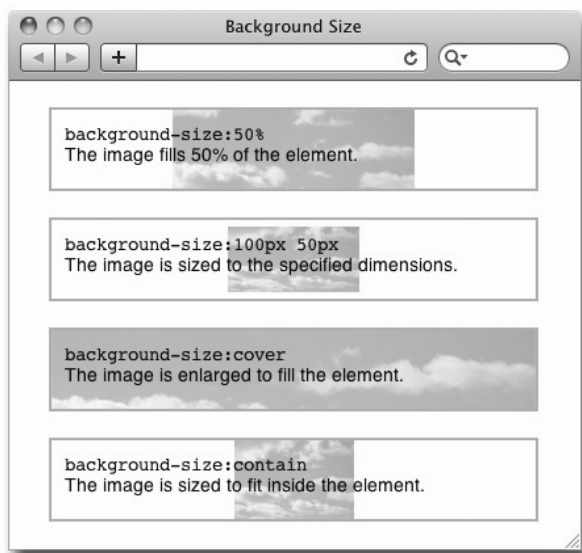 Background Size
background-size:50%
The image fills 50% of the element.
background-size:100px 50px
The image is sized to the specified dimensions.
background-size:cover
The image is enlarged to fill the element.
background-size:contain
The image is sized to fit inside the element.